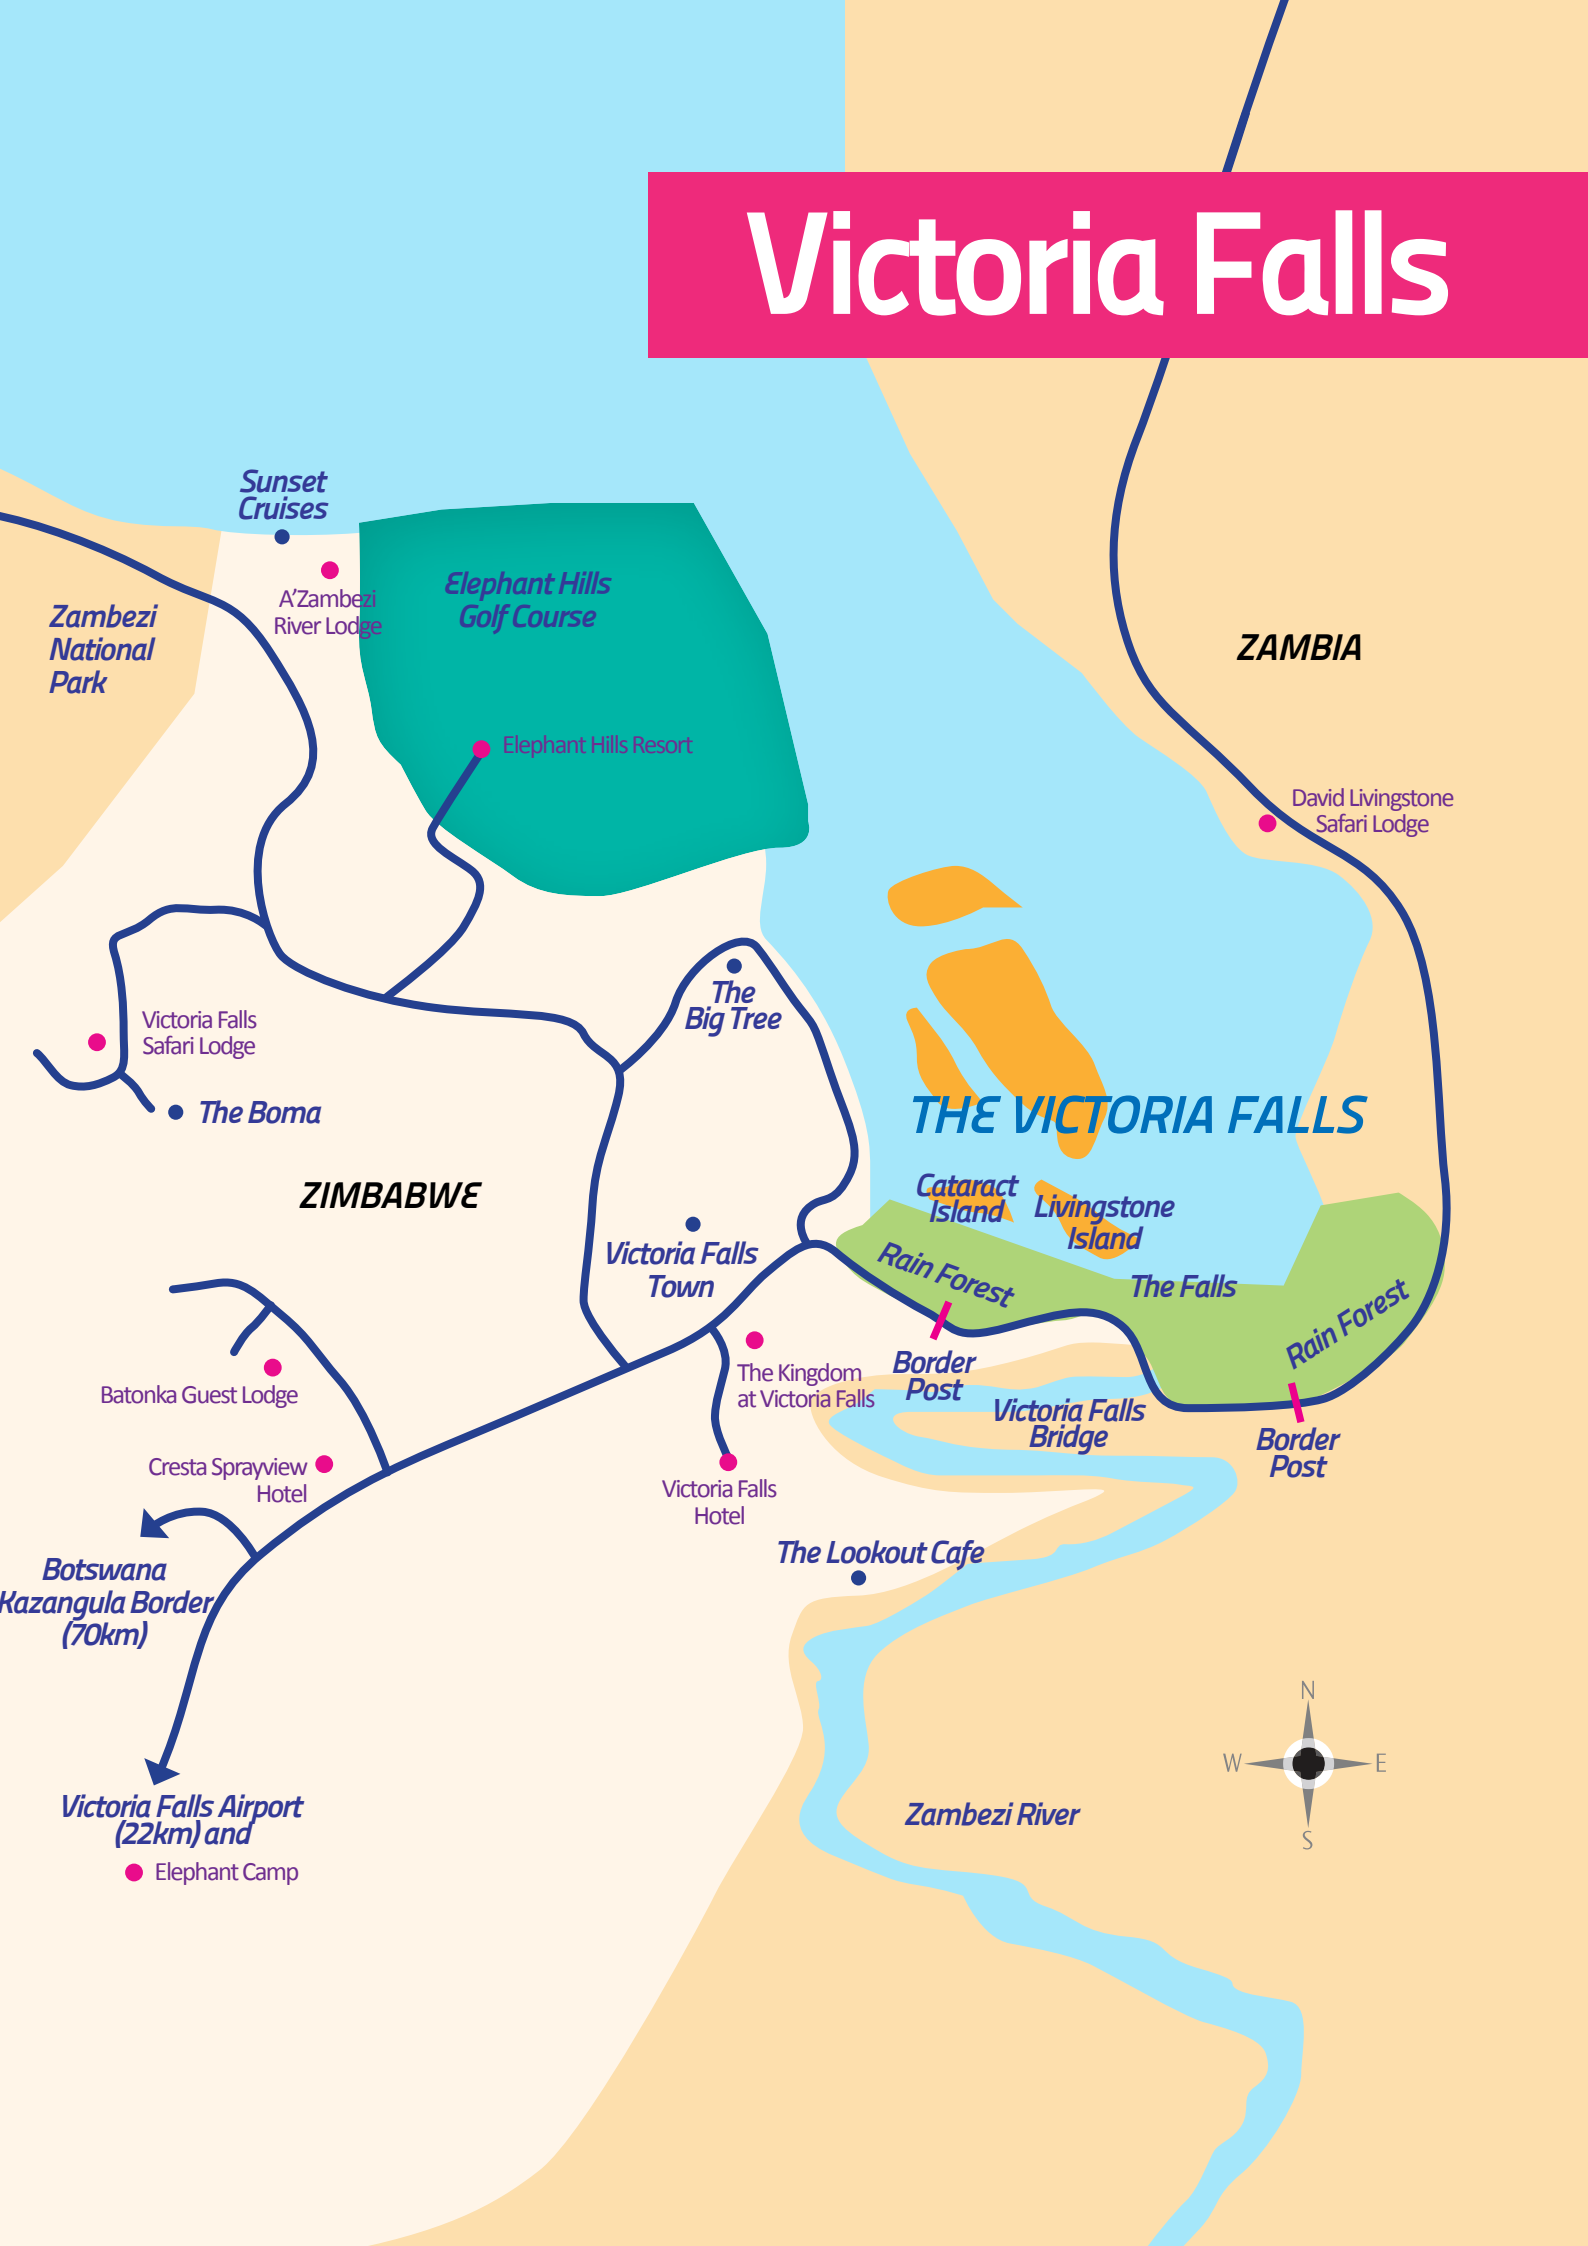 Victoria Falls
Sunset
Cruises
A'Zambezi
River Lodge
Elephant Hills
Golf Course
Zambezi
National
Park
ZAMBIA
Elephant Hills Resort
David Livingstone
Safari Lodge
The
Big Tree
Victoria Falls
Safari Lodge
The Boma
THE VICTORIA FALLS
ZIMBABWE
Cataract
Island
Livingstone
Island
Victoria Falls
Town
Rain Forest
The Falls
Rain Forest
Batonka Guest Lodge
The Kingdom
at Victoria Falls
Border
Post
Victoria Falls
Bridge
Border
Post
Cresta Sprayview
Hotel
Victoria Falls
Hotel
The Lookout Cafe
Botswana
Kazangula Border
(70km)
Victoria Falls Airport
(22km) and
Elephant Camp
Zambezi River
N
W
E
S